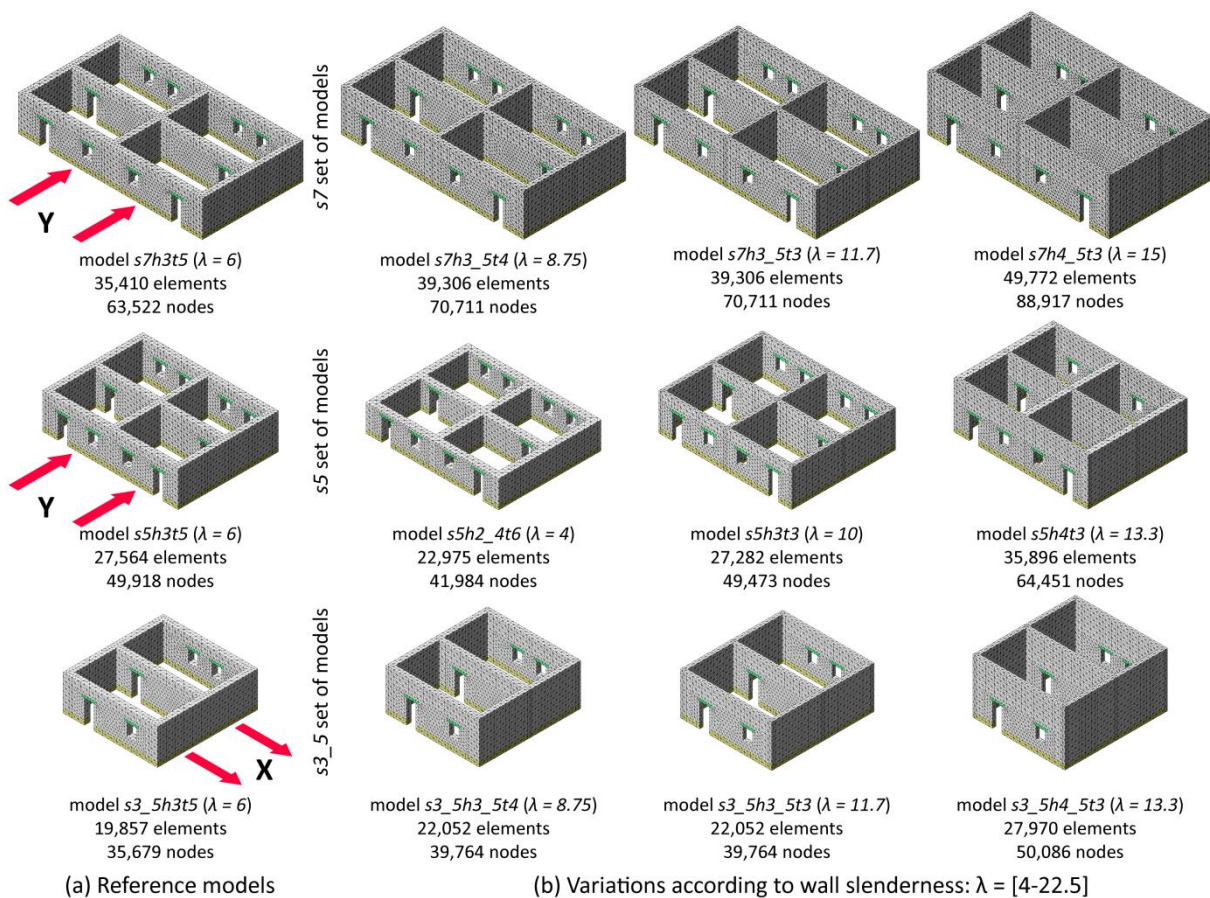 s7 set of models
Y
model s7h3t5 (λ = 6)
35,410 elements
63,522 nodes
model s7h3_5t4 (λ = 8.75)
39,306 elements
70,711 nodes
model s7h3_5t3 (λ = 11.7)
39,306 elements
70,711 nodes
model s7h4_5t3 (λ = 15)
49,772 elements
88,917 nodes
s5 set of models
Y
model s5h3t5 (λ = 6)
27,564 elements
49,918 nodes
model s5h2_4t6 (λ = 4)
22,975 elements
41,984 nodes
model s5h3t3 (λ = 10)
27,282 elements
49,473 nodes
model s5h4t3 (λ = 13.3)
35,896 elements
64,451 nodes
s3_5 set of models
X
model s3_5h3t5 (λ = 6)
19,857 elements
35,679 nodes
model s3_5h3_5t4 (λ = 8.75)
22,052 elements
39,764 nodes
model s3_5h3_5t3 (λ = 11.7)
22,052 elements
39,764 nodes
model s3_5h4_5t3 (λ = 13.3)
27,970 elements
50,086 nodes
(a) Reference models
(b) Variations according to wall slenderness: λ = [4-22.5]